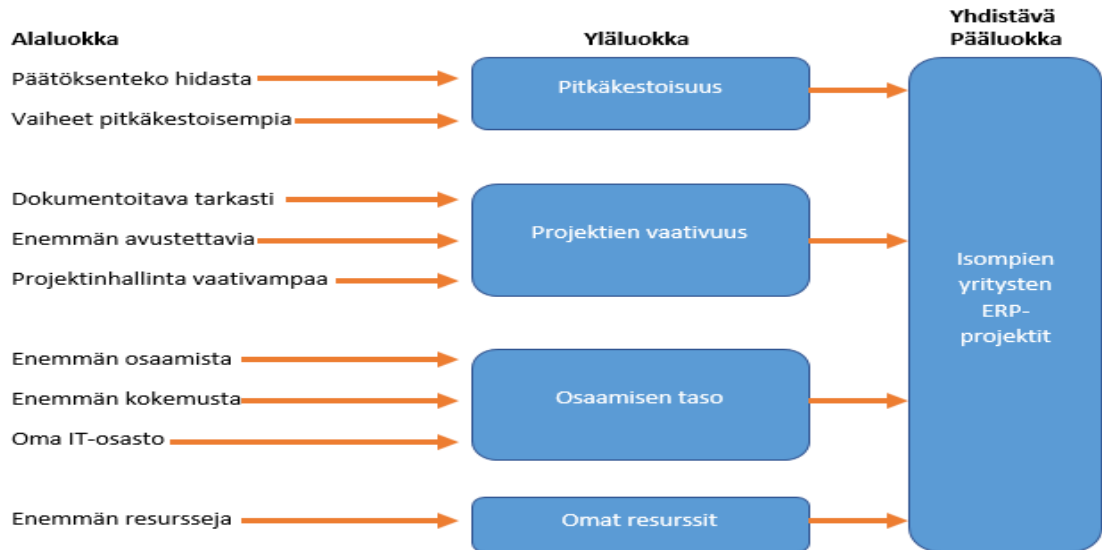 Alaluokka
Yläluokka
Yhdistävä
Pääluokka
Päätöksenteko hidasta
Vaiheet pitkäkestoisempia
Pitkäkestoisuus
Dokumentoitava tarkasti
Enemmän avustettavia
Projektinhallinta vaativampaa
Projektien vaativuus
Enemmän osaamista
Enemmän kokemusta
Oma IT-osasto
Osaamisen taso
Enemmän resursseja
Omat resurssit
Isompien
yritysten
ERP-
projektit